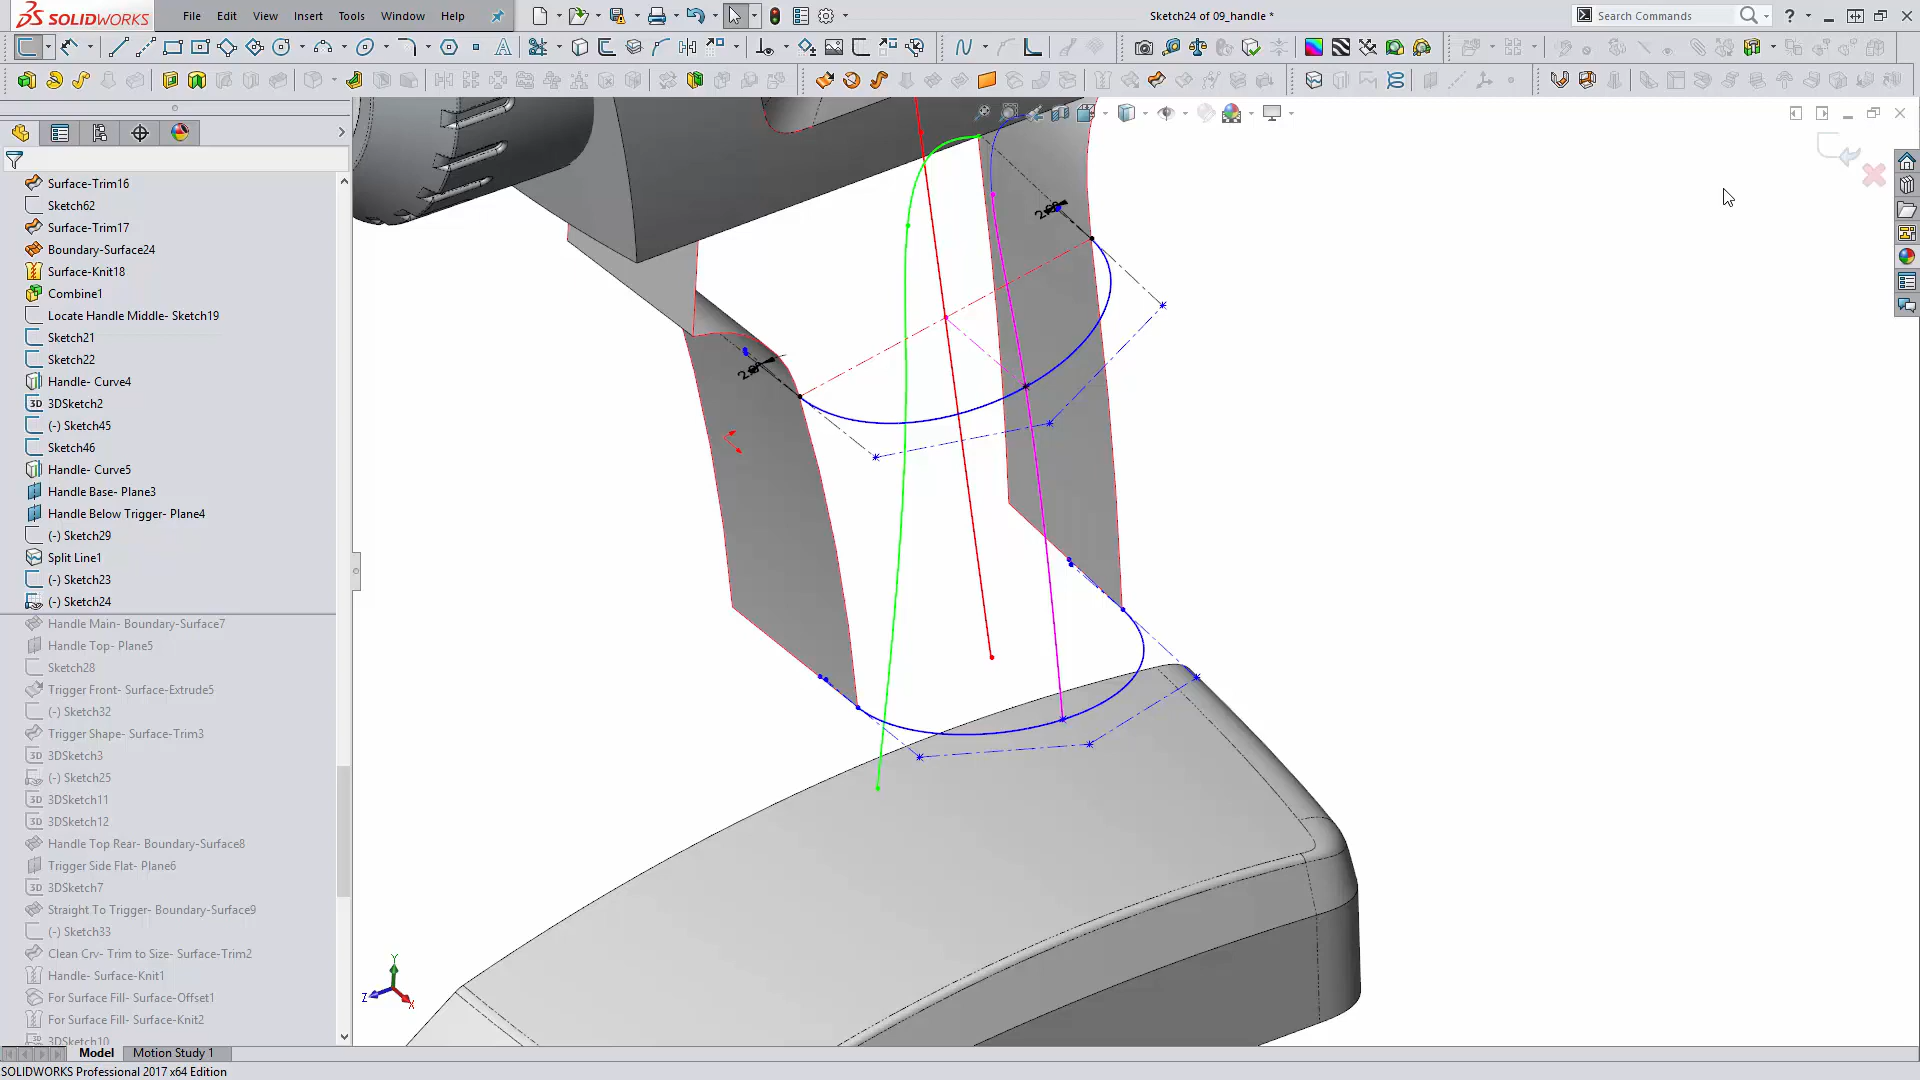 SOLIDWORKS
File Edit View Insert Tools Window Help
Sketch24 of 09_handle *
Search Commands
Surface-Trim16
Sketch62
Surface-Trim17
Boundary-Surface24
Surface-Knit18
Combine1
Locate Handle Middle- Sketch19
Sketch21
Sketch22
Handle- Curve4
3DSketch2
(-) Sketch45
Sketch46
Handle- Curve5
Handle Base- Plane3
Handle Below Trigger- Plane4
(-) Sketch29
Split Line1
(-) Sketch23
(-) Sketch24
Handle Main- Boundary-Surface7
Handle Top- Plane5
Sketch28
Trigger Front- Surface-Extrude5
(-) Sketch32
Trigger Shape- Surface-Trim3
3DSketch3
(-) Sketch25
3DSketch11
3DSketch12
Handle Top Rear- Boundary-Surface8
Trigger Side Flat- Plane6
3DSketch7
Straight To Trigger- Boundary-Surface9
(-) Sketch33
Clean Crv- Trim to Size- Surface-Trim2
Handle- Surface-Knit1
For Surface Fill- Surface-Offset1
For Surface Fill- Surface-Knit2
3DSketch10
Y
Z
X
Model Motion Study 1
SOLIDWORKS Professional 2017 x64 Edition